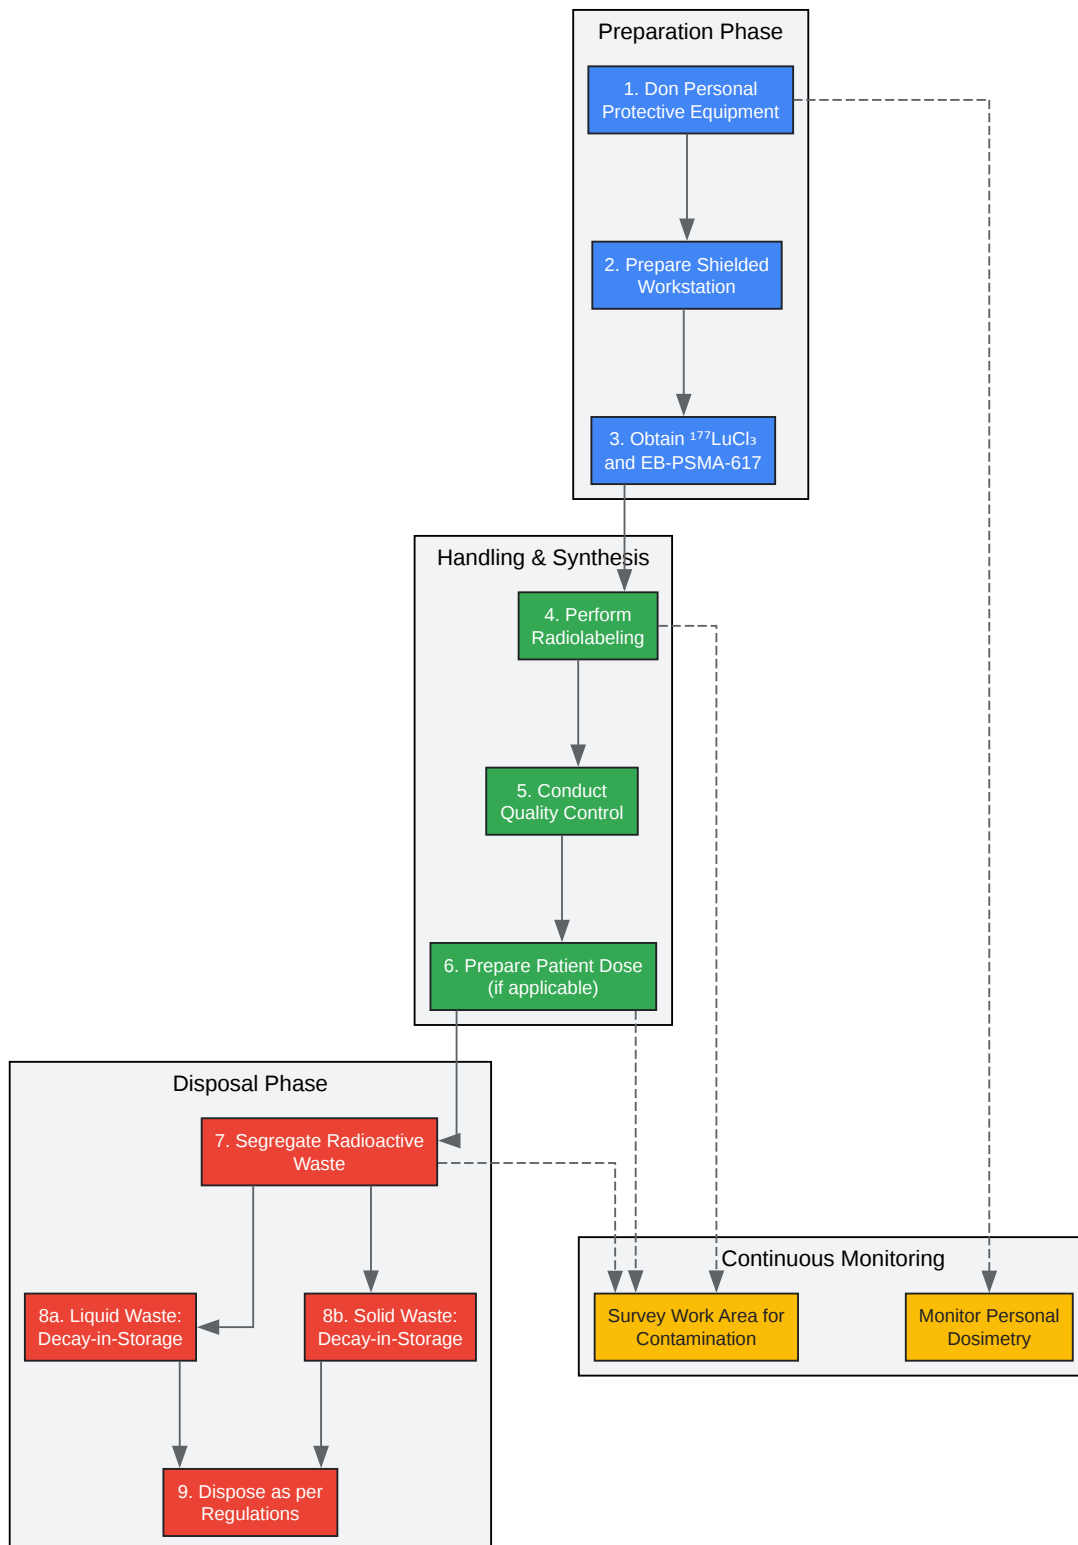 Preparation Phase
1. Don Personal
Protective Equipment
2. Prepare Shielded
Workstation
3. Obtain ¹⁷⁷LuCl₃
and EB-PSMA-617
Handling & Synthesis
4. Perform
Radiolabeling
5. Conduct
Quality Control
6. Prepare Patient Dose
(if applicable)
Disposal Phase
7. Segregate Radioactive
Waste
8a. Liquid Waste:
Decay-in-Storage
8b. Solid Waste:
Decay-in-Storage
9. Dispose as per
Regulations
Continuous Monitoring
Survey Work Area for
Contamination
Monitor Personal
Dosimetry